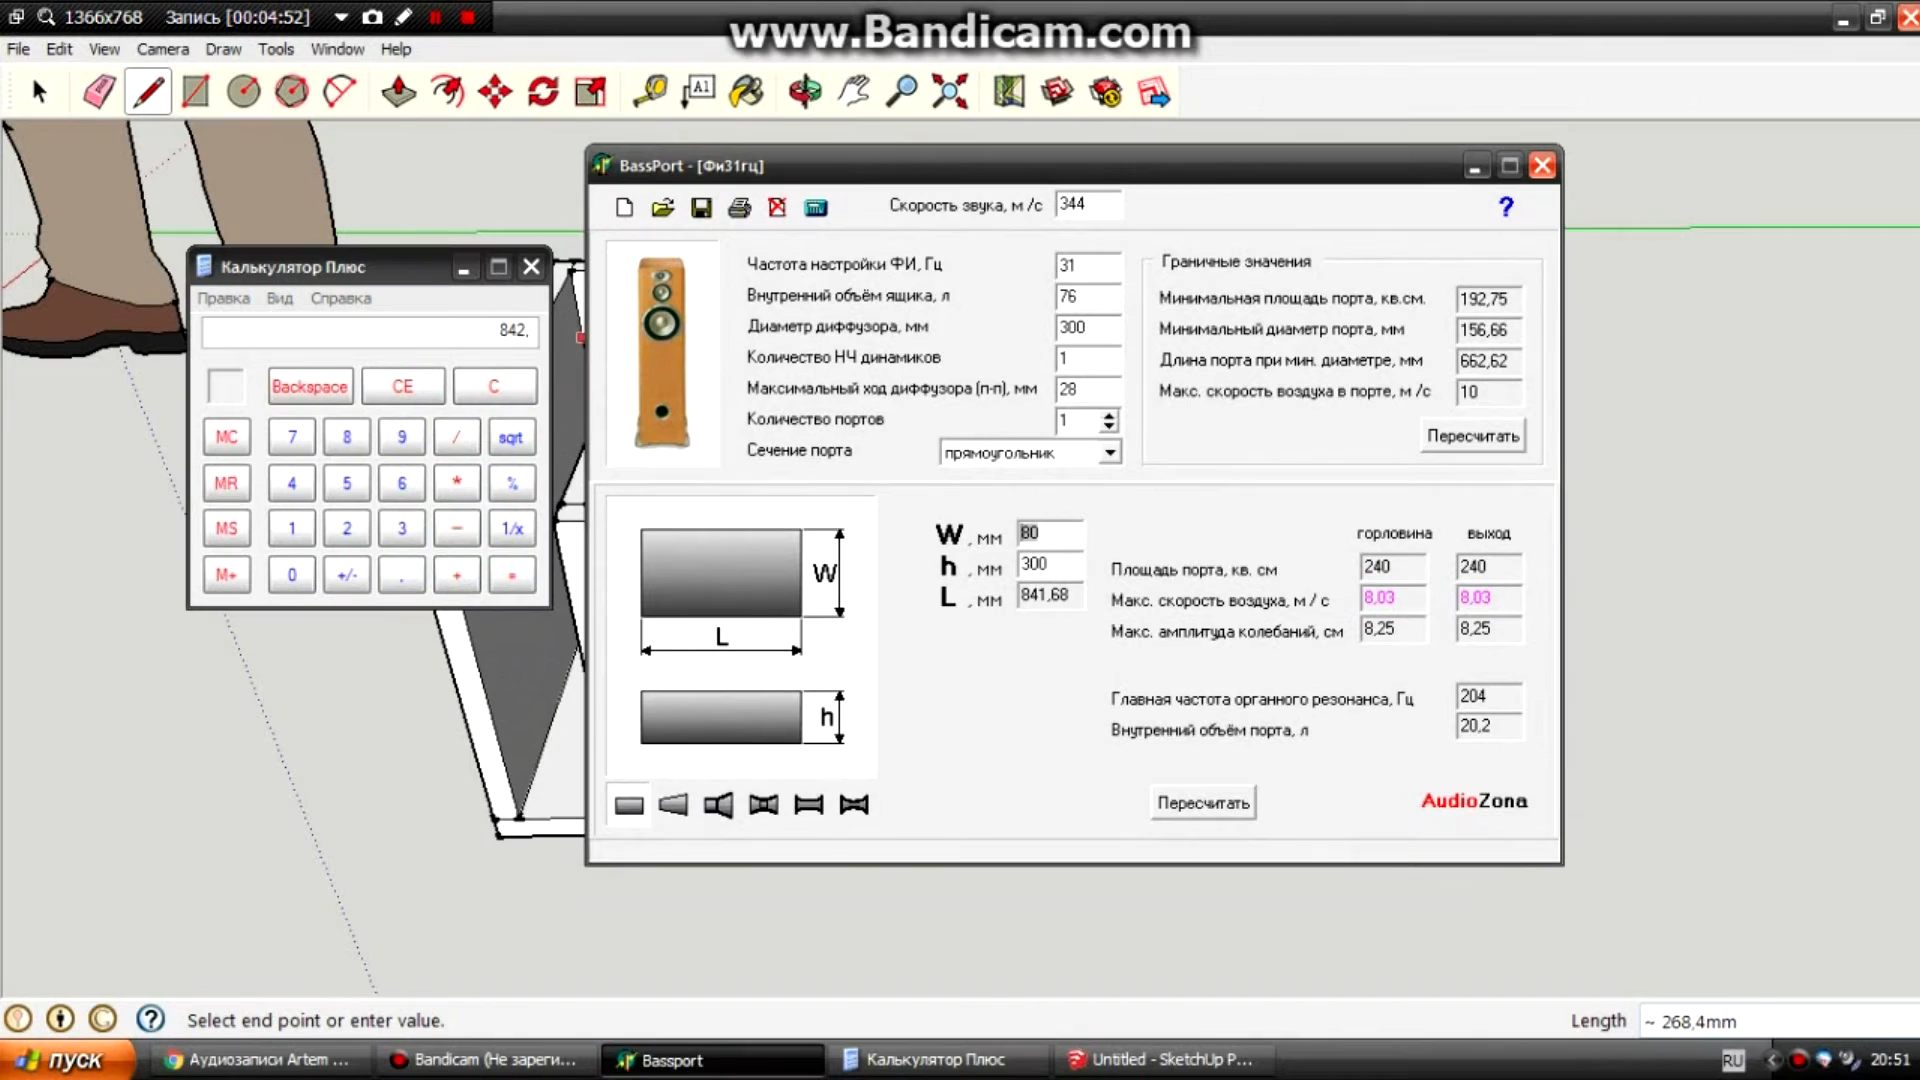 1366x768 Запись [00:04:52]
www.Bandicam.com
File Edit View Camera Draw Tools Window Help
A1
BassPort - [Фи31гц]
Скорость звука, м /с 344
?
Частота настройки ФИ, Гц 31
Внутренний объём ящика, л 76
Диаметр диффузора, мм 300
Количество НЧ динамиков 1
Максимальный ход диффузора (п-п), мм 28
Количество портов 1
Сечение порта прямоугольник
Граничные значения
Минимальная площадь порта, кв.см. 192,75
Минимальный диаметр порта, мм 156,66
Длина порта при мин. диаметре, мм 662,62
Макс. скорость воздуха в порте, м /с 10
Пересчитать
Калькулятор Плюс
Правка Вид Справка
842,
Backspace CE C
MC 7 8 9 / sqrt
MR 4 5 6 * %
MS 1 2 3 - 1/x
M+ 0 +/- . + =
W
L
h
W , мм 80
h , мм 300
L , мм 841,68
горловина выход
Площадь порта, кв. см 240 240
Макс. скорость воздуха, м / с 8,03 8,03
Макс. амплитуда колебаний, см 8,25 8,25
Главная частота органного резонанса, Гц 204
Внутренний объём порта, л 20,2
Пересчитать
AudioZona
Select end point or enter value.
Length ~ 268,4mm
пуск
Аудиозаписи Artem ...
Bandicam (Не зареги...
Bassport
Калькулятор Плюс
Untitled - SketchUp P...
RU
20:51